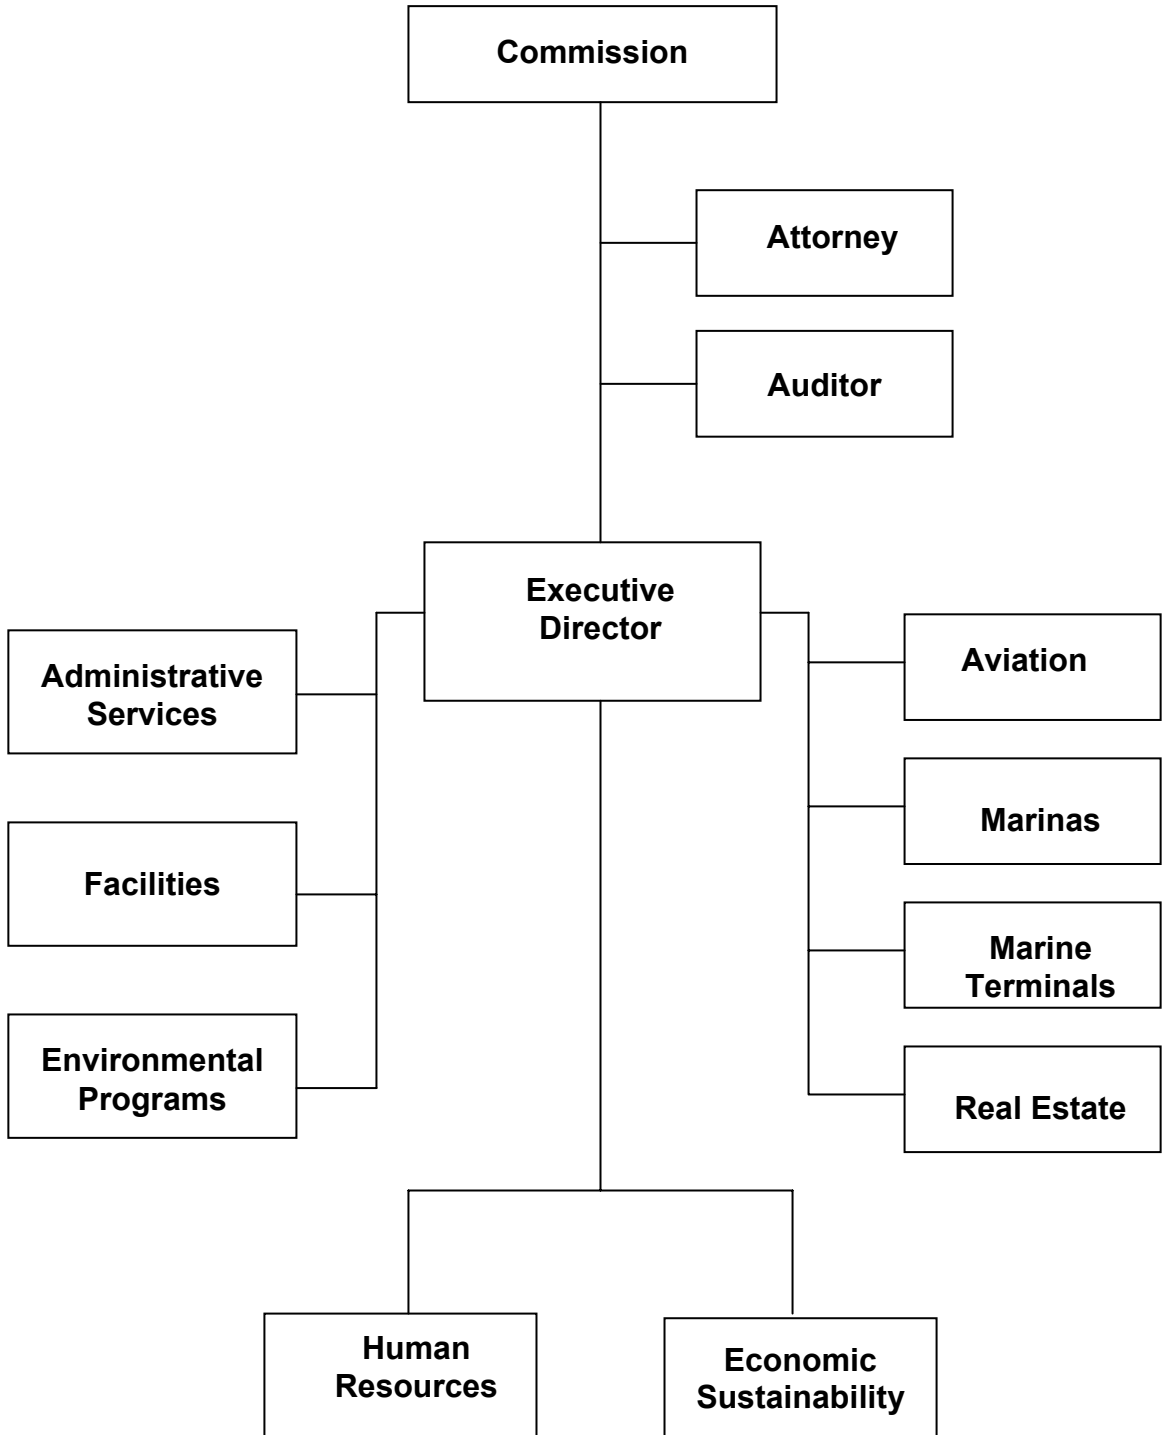 Commission
Attorney
Auditor
Executive
Director
Administrative
Services
Facilities
Environmental
Programs
Aviation
Marinas
Marine
Terminals
Real Estate
Human
Resources
Economic
Sustainability